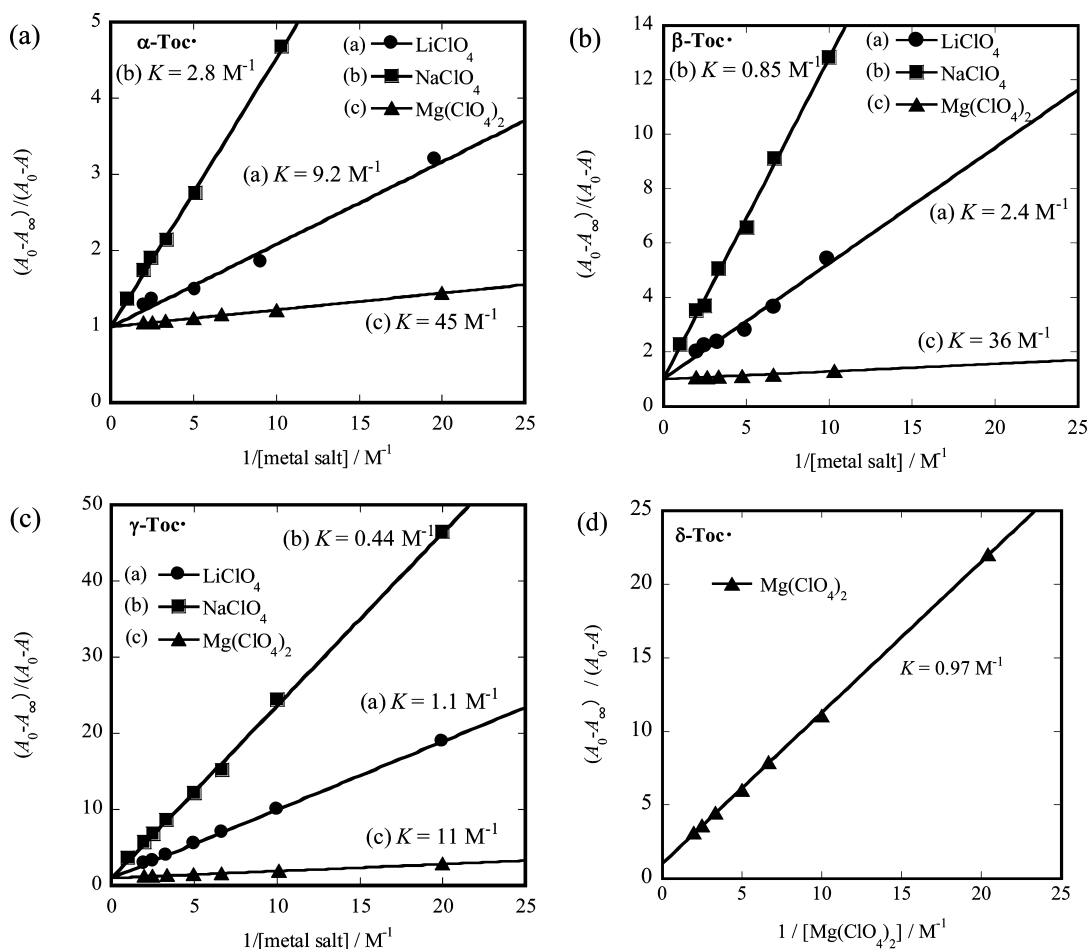 (a)
α-Toc•
(b) K = 2.8 M⁻¹
(a) LiClO₄
(b) NaClO₄
(c) Mg(ClO₄)₂
(a) K = 9.2 M⁻¹
(c) K = 45 M⁻¹
(A₀-A∞)/(A₀-A)
5
4
3
2
1
0
0 5 10 15 20 25
1/[metal salt] / M⁻¹
(b)
β-Toc•
(b) K = 0.85 M⁻¹
(a) LiClO₄
(b) NaClO₄
(c) Mg(ClO₄)₂
(a) K = 2.4 M⁻¹
(c) K = 36 M⁻¹
(A₀-A∞)/(A₀-A)
14
12
10
8
6
4
2
0
0 5 10 15 20 25
1/[metal salt] / M⁻¹
(c)
γ-Toc•
(b) K = 0.44 M⁻¹
(a) LiClO₄
(b) NaClO₄
(c) Mg(ClO₄)₂
(a) K = 1.1 M⁻¹
(c) K = 11 M⁻¹
(A₀-A∞)/(A₀-A)
50
40
30
20
10
0
0 5 10 15 20 25
1/[metal salt] / M⁻¹
(d)
δ-Toc•
Mg(ClO₄)₂
K = 0.97 M⁻¹
(A₀-A∞) / (A₀-A)
25
20
15
10
5
0
0 5 10 15 20 25
1 / [Mg(ClO₄)₂] / M⁻¹